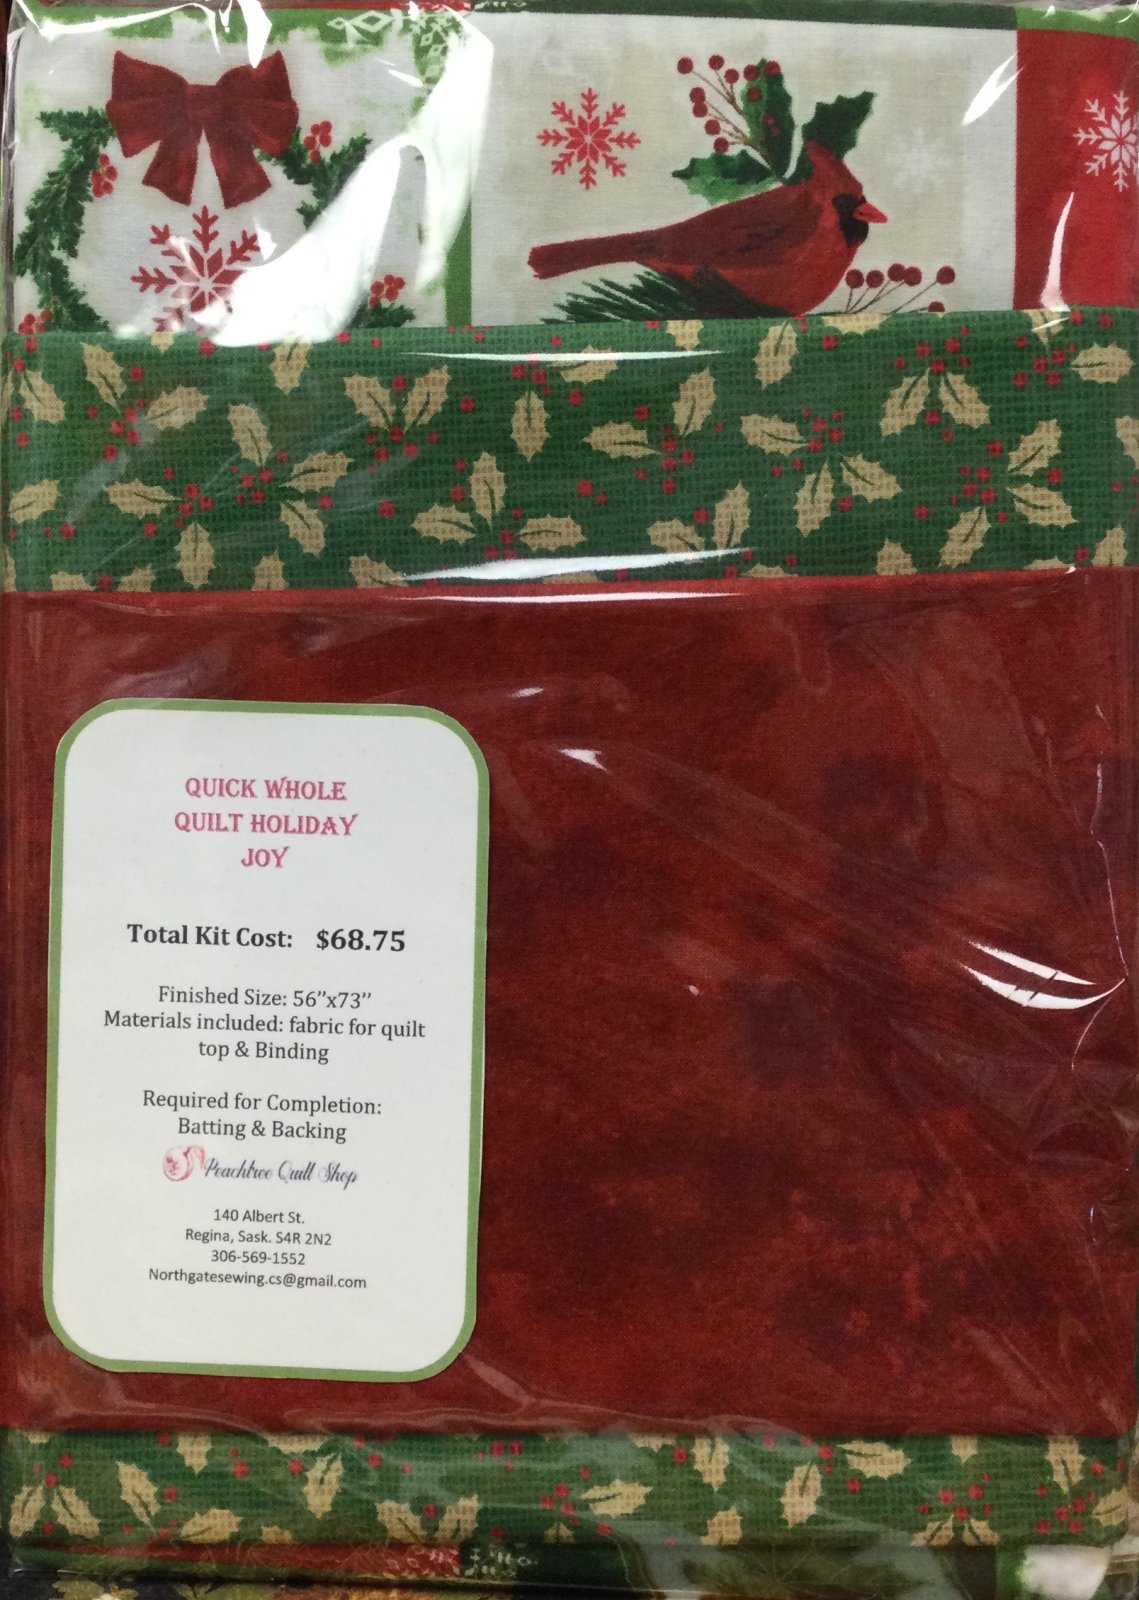 QUICK WHOLE
QUILT HOLIDAY
JOY
Total Kit Cost: $68.75
Finished Size: 56”x73”
Materials included: fabric for quilt
top & Binding
Required for Completion:
Batting & Backing
Peachtree Quilt Shop
140 Albert St.
Regina, Sask. S4R 2N2
306-569-1552
Northgatesewing.cs@gmail.com